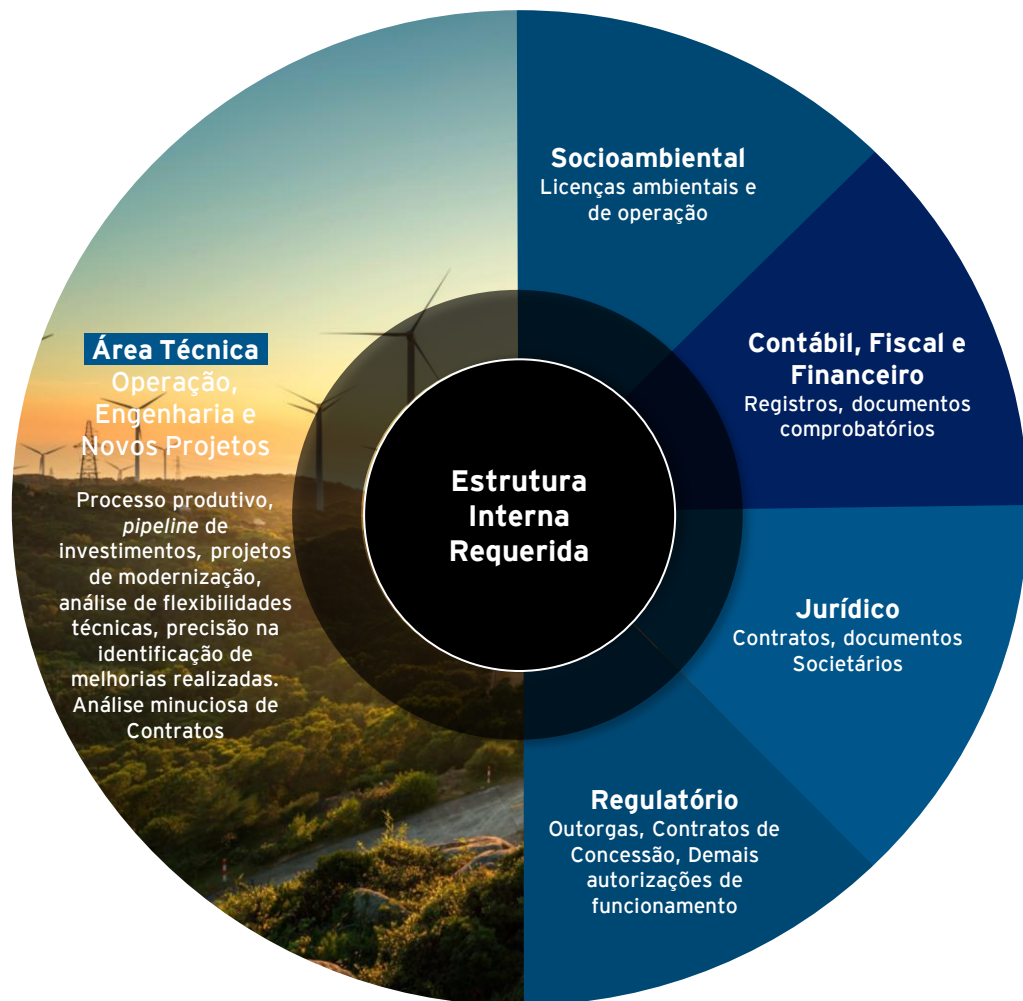 Socioambiental
Licenças ambientais e
de operação
Contábil, Fiscal e
Financeiro
Registros, documentos
comprobatórios
Jurídico
Contratos, documentos
Societários
Regulatório
Outorgas, Contratos de
Concessão, Demais
autorizações de
funcionamento
Área Técnica
Operação,
Engenharia e
Novos Projetos
Processo produtivo,
pipeline de
investimentos, projetos
de modernização,
análise de flexibilidades
técnicas, precisão na
identificação de
melhorias realizadas.
Análise minuciosa de
Contratos
Estrutura
Interna
Requerida